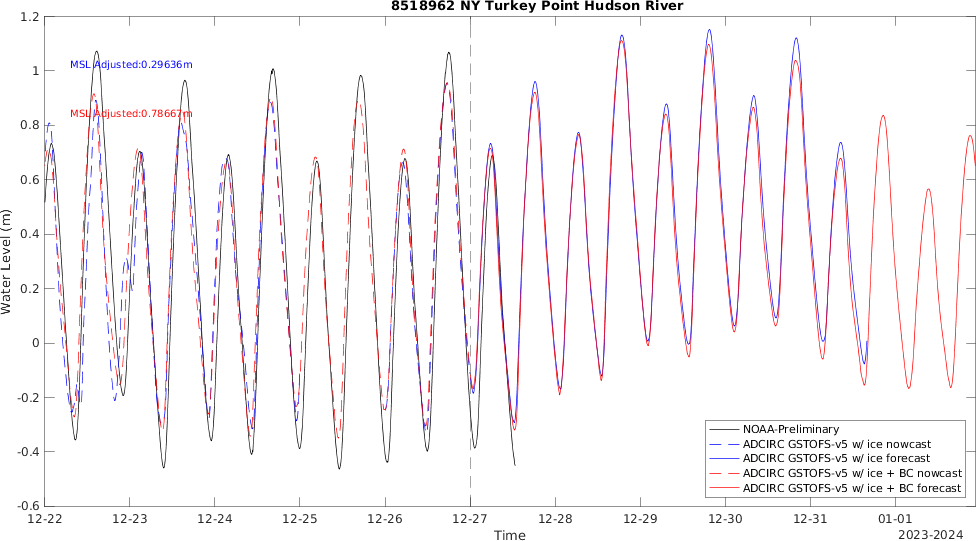 8518962 NY Turkey Point Hudson River
1.2
1
0.8
0.6
0.4
0.2
0
-0.2
-0.4
-0.6
Water Level (m)
MSL Adjusted:0.29636m
MSL Adjusted:0.78667m
NOAA-Preliminary
ADCIRC GSTOFS-v5 w/ ice nowcast
ADCIRC GSTOFS-v5 w/ ice forecast
ADCIRC GSTOFS-v5 w/ ice + BC nowcast
ADCIRC GSTOFS-v5 w/ ice + BC forecast
12-22 12-23 12-24 12-25 12-26 12-27 12-28 12-29 12-30 12-31 01-01
Time
2023-2024